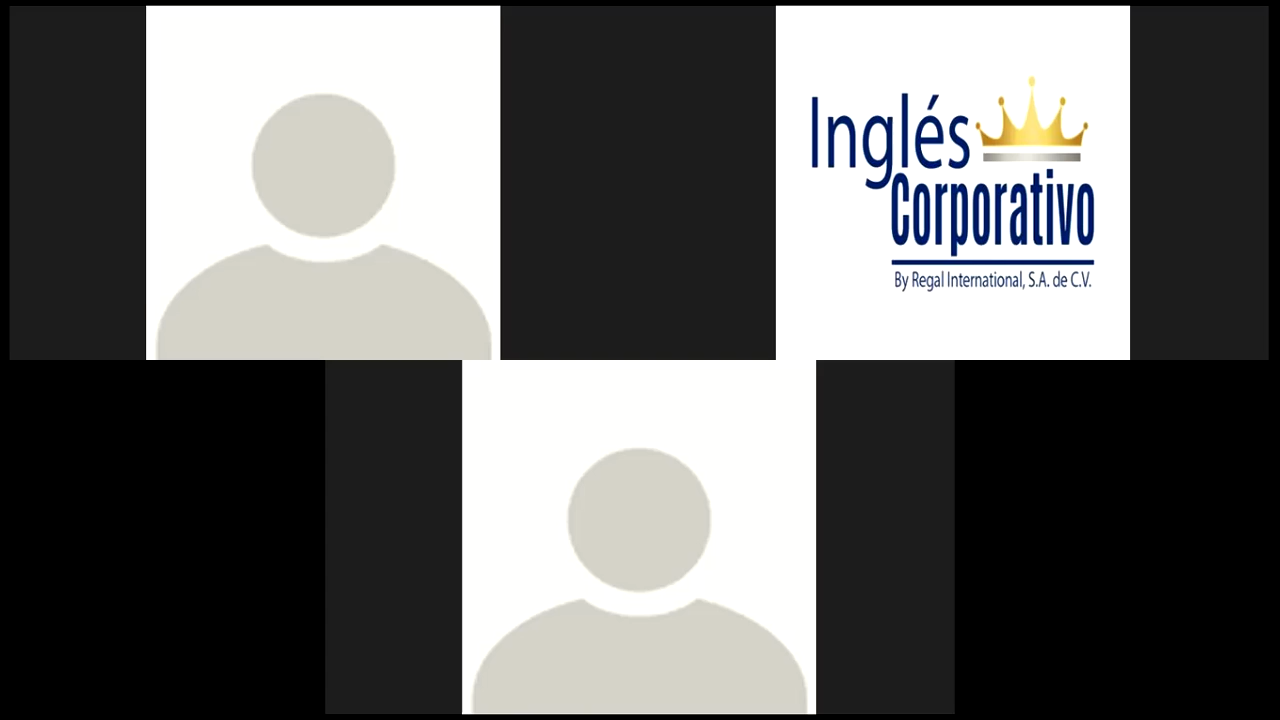 Inglés
Corporativo
By Regal International, S.A. de C.V.